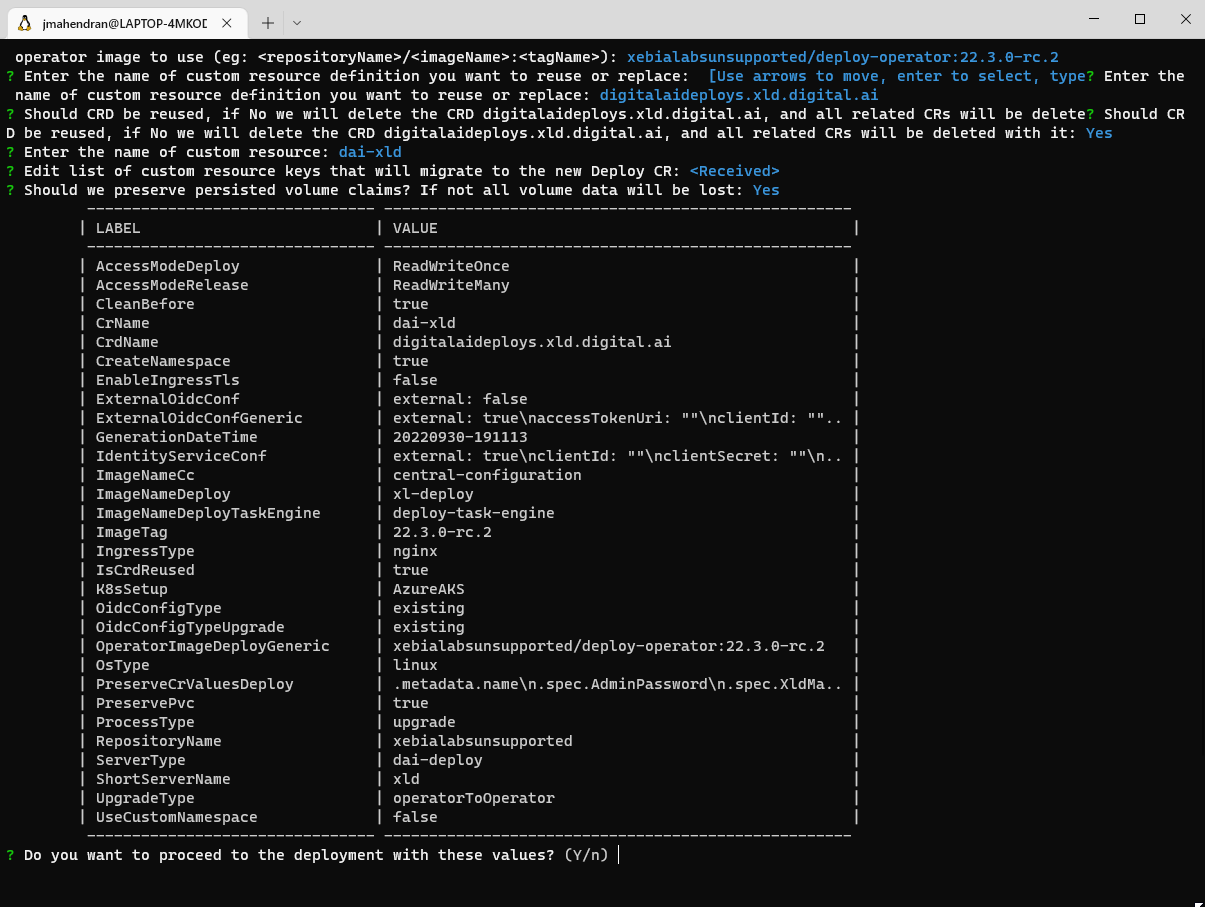 jmahendran@LAPTOP-4MKOD
operator image to use (eg: <repositoryName>/<imageName>:<tagName>): xebialabsunsupported/deploy-operator:22.3.0-rc.2
? Enter the name of custom resource definition you want to reuse or replace:  [Use arrows to move, enter to select, type? Enter the
name of custom resource definition you want to reuse or replace: digitalaideploys.xld.digital.ai
? Should CRD be reused, if No we will delete the CRD digitalaideploys.xld.digital.ai, and all related CRs will be delete? Should CR
D be reused, if No we will delete the CRD digitalaideploys.xld.digital.ai, and all related CRs will be deleted with it: Yes
? Enter the name of custom resource: dai-xld
? Edit list of custom resource keys that will migrate to the new Deploy CR: <Received>
? Should we preserve persisted volume claims? If not all volume data will be lost: Yes
-------------------------------- ----------------------------------------------------
| LABEL | VALUE |
-------------------------------- ----------------------------------------------------
| AccessModeDeploy | ReadWriteOnce |
| AccessModeRelease | ReadWriteMany |
| CleanBefore | true |
| CrName | dai-xld |
| CrdName | digitalaideploys.xld.digital.ai |
| CreateNamespace | true |
| EnableIngressTls | false |
| ExternalOidcConf | external: false |
| ExternalOidcConfGeneric | external: true\naccessTokenUri: ""\nclientId: "".. |
| GenerationDateTime | 20220930-191113 |
| IdentityServiceConf | external: true\nclientId: ""\nclientSecret: ""\n.. |
| ImageNameCc | central-configuration |
| ImageNameDeploy | xl-deploy |
| ImageNameDeployTaskEngine | deploy-task-engine |
| ImageTag | 22.3.0-rc.2 |
| IngressType | nginx |
| IsCrdReused | true |
| K8sSetup | AzureAKS |
| OidcConfigType | existing |
| OidcConfigTypeUpgrade | existing |
| OperatorImageDeployGeneric | xebialabsunsupported/deploy-operator:22.3.0-rc.2 |
| OsType | linux |
| PreserveCrValuesDeploy | .metadata.name\n.spec.AdminPassword\n.spec.XldMa.. |
| PreservePvc | true |
| ProcessType | upgrade |
| RepositoryName | xebialabsunsupported |
| ServerType | dai-deploy |
| ShortServerName | xld |
| UpgradeType | operatorToOperator |
| UseCustomNamespace | false |
-------------------------------- ----------------------------------------------------
? Do you want to proceed to the deployment with these values? (Y/n)